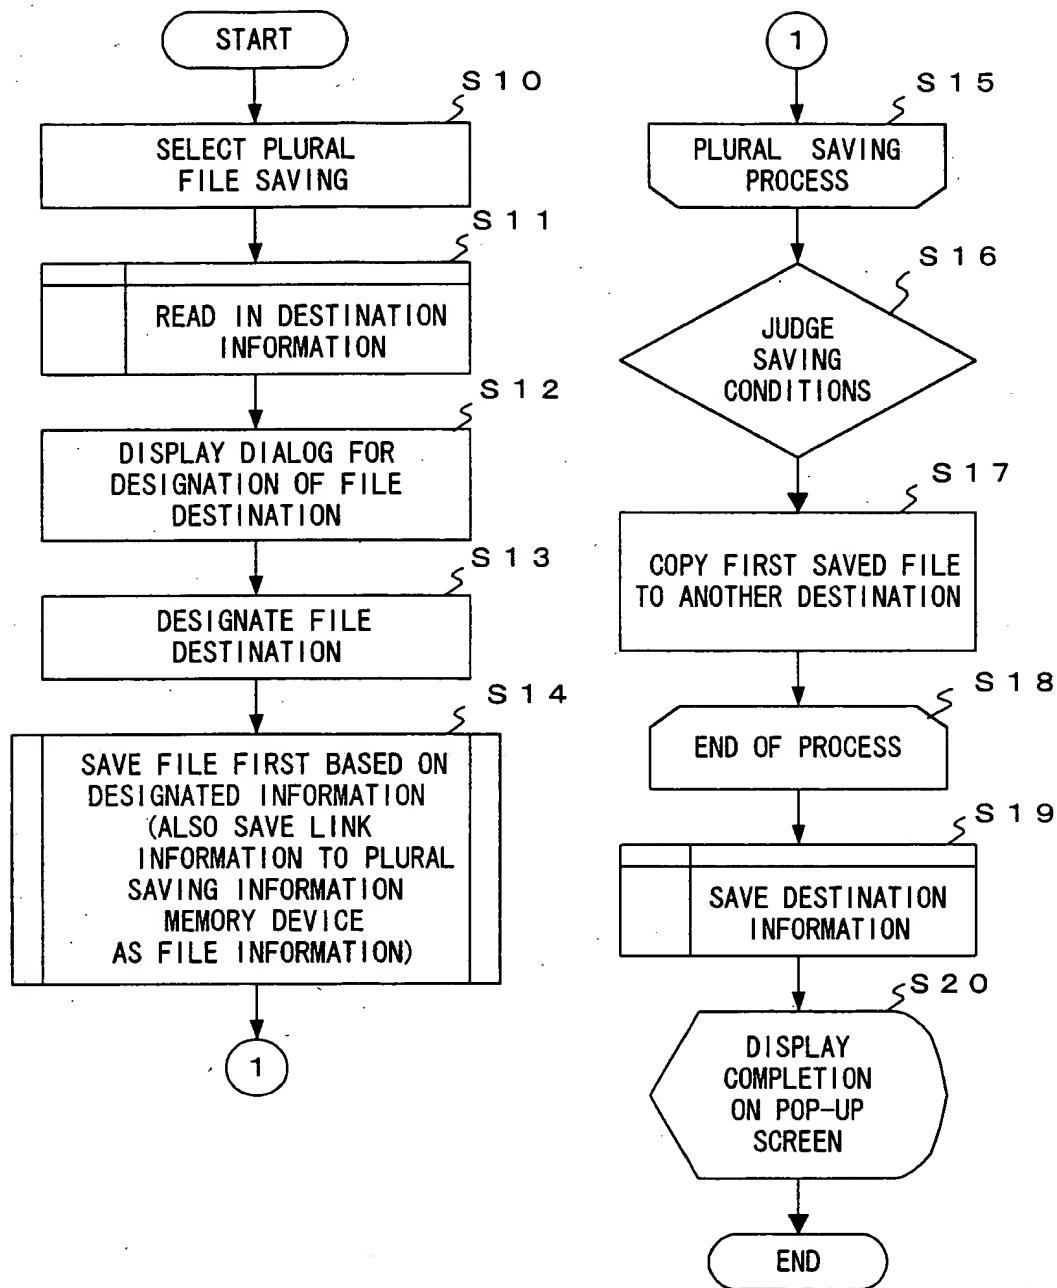 START
S10
SELECT PLURAL
FILE SAVING
S11
READ IN DESTINATION
INFORMATION
S12
DISPLAY DIALOG FOR
DESIGNATION OF FILE
DESTINATION
S13
DESIGNATE FILE
DESTINATION
S14
SAVE FILE FIRST BASED ON
DESIGNATED INFORMATION
(ALSO SAVE LINK
INFORMATION TO PLURAL
SAVING INFORMATION
MEMORY DEVICE
AS FILE INFORMATION)
1
1
S15
PLURAL SAVING
PROCESS
S16
JUDGE
SAVING
CONDITIONS
S17
COPY FIRST SAVED FILE
TO ANOTHER DESTINATION
S18
END OF PROCESS
S19
SAVE DESTINATION
INFORMATION
S20
DISPLAY
COMPLETION
ON POP-UP
SCREEN
END